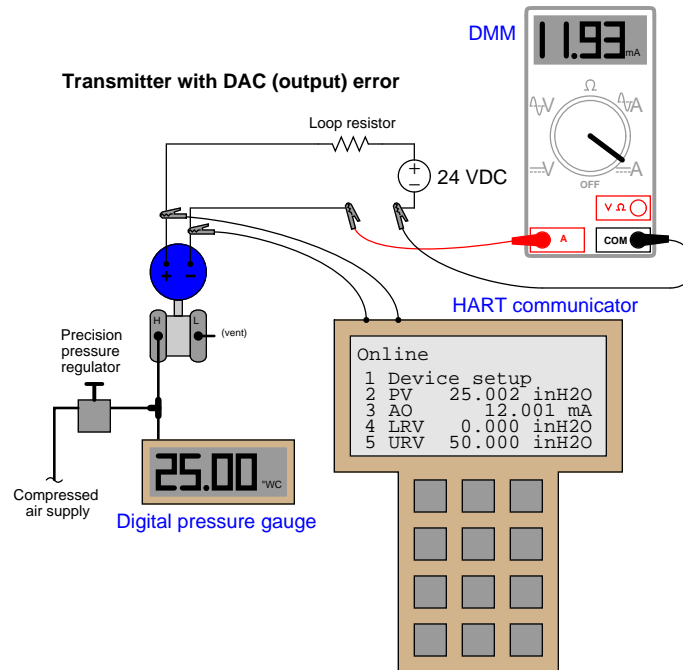 DMM
11.93 mA
Transmitter with DAC (output) error
Ω
V
A
V
A
OFF
Loop resistor
+
−
24 VDC
V Ω
A
COM
+ −
H
L
(vent)
HART communicator
Precision
pressure
regulator
Online
1 Device setup
2 PV 25.002 inH2O
3 AO 12.001 mA
4 LRV 0.000 inH2O
5 URV 50.000 inH2O
25.00 "WC
Compressed
air supply
Digital pressure gauge